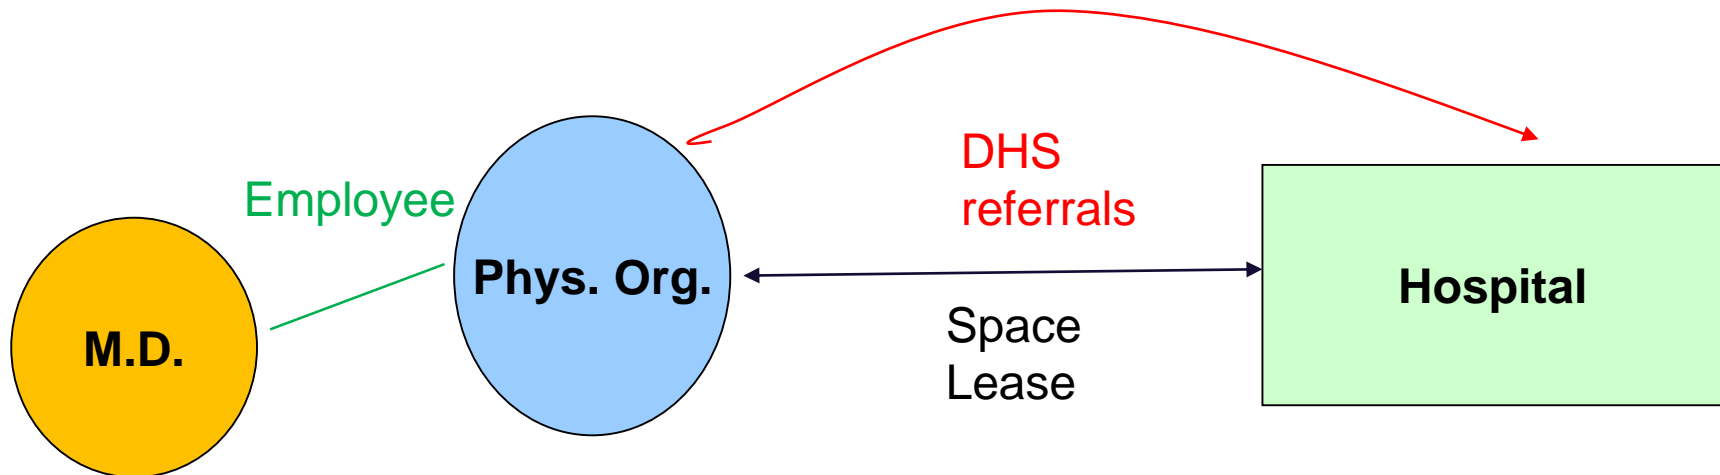 Employee
M.D.
Phys. Org.
DHS
referrals
Space
Lease
Hospital